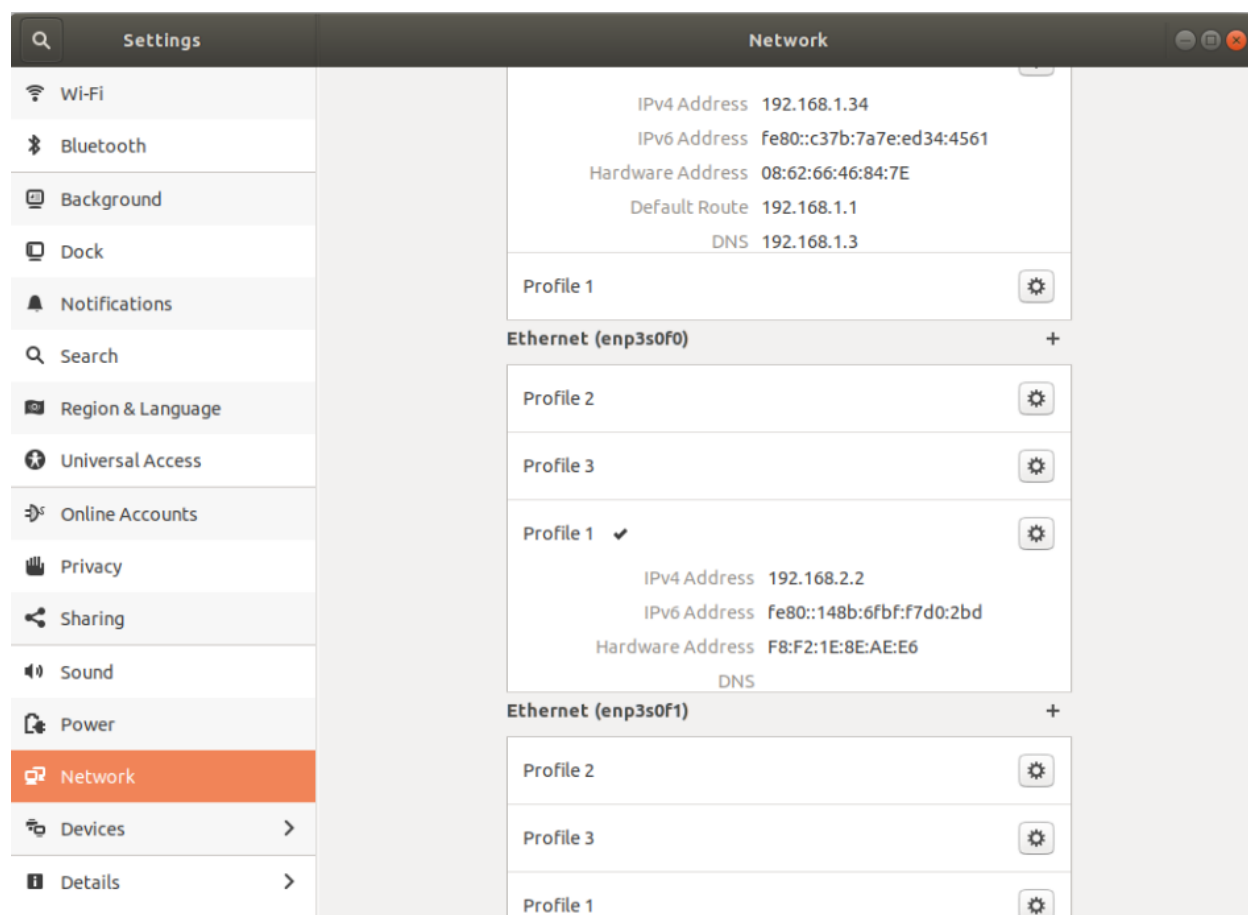 Settings
Network
Wi-Fi
Bluetooth
Background
Dock
Notifications
Search
Region & Language
Universal Access
Online Accounts
Privacy
Sharing
Sound
Power
Network
Devices
Details
IPv4 Address 192.168.1.34
IPv6 Address fe80::c37b:7a7e:ed34:4561
Hardware Address 08:62:66:46:84:7E
Default Route 192.168.1.1
DNS 192.168.1.3
Profile 1
Ethernet (enp3s0f0) +
Profile 2
Profile 3
Profile 1 ✔
IPv4 Address 192.168.2.2
IPv6 Address fe80::148b:6fbf:f7d0:2bd
Hardware Address F8:F2:1E:8E:AE:E6
DNS
Ethernet (enp3s0f1) +
Profile 2
Profile 3
Profile 1